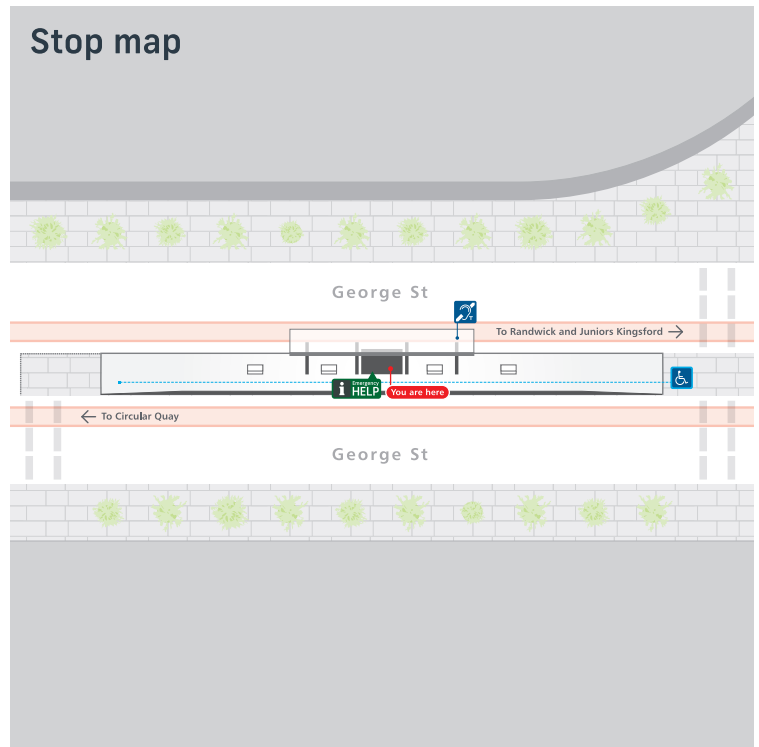 Stop map
George St
T
To Randwick and Juniors Kingsford
i
Emergency
HELP
You are here
To Circular Quay
George St